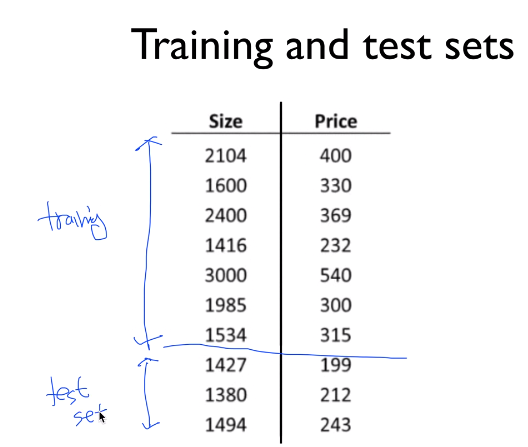 Training and test sets
Size Price
2104 400
1600 330
2400 369
1416 232
3000 540
1985 300
1534 315
1427 199
1380 212
1494 243
training
test
set